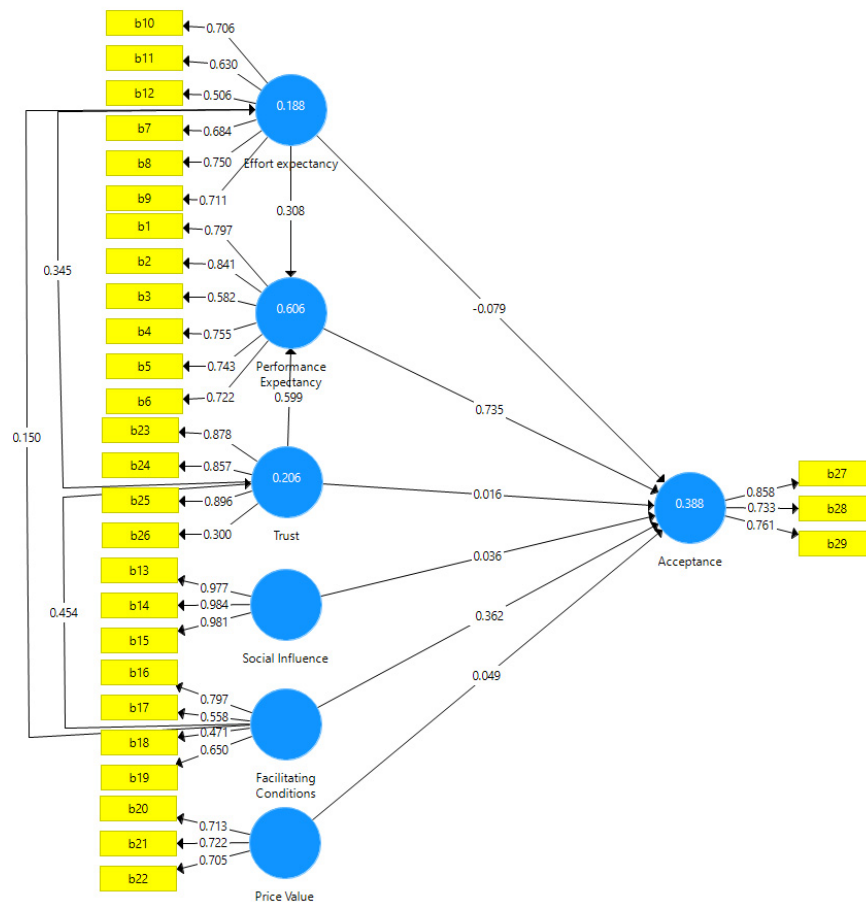 b10
0.706
b11
0.630
b12
0.506
0.188
b7
0.684
b8
0.750
Effort expectancy
b9
0.711
0.308
b1
0.797
b2
0.841
0.345
b3
0.582
-0.079
0.606
b4
0.755
b5
0.743
Performance
Expectancy
b6
0.722
0.599
0.735
0.150
b23
0.878
b24
0.857
0.206
b25
0.896
0.016
b26
0.300
Trust
b27
0.858
0.388
b28
0.733
b29
0.761
Acceptance
b13
0.977
0.036
b14
0.984
0.454
b15
0.981
Social Influence
0.362
b16
0.797
b17
0.558
0.049
b18
0.471
b19
0.650
Facilitating
Conditions
b20
0.713
b21
0.722
b22
0.705
Price Value